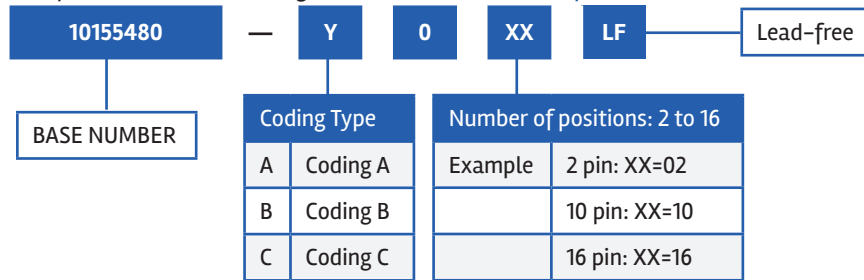 10155480 — Y 0 XX LF Lead-free
BASE NUMBER
Coding Type
A Coding A
B Coding B
C Coding C
Number of positions: 2 to 16
Example 2 pin: XX=02
10 pin: XX=10
16 pin: XX=16